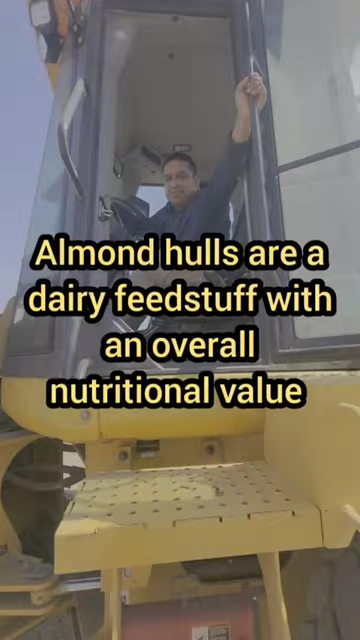 Almond hulls are a
dairy feedstuff with
an overall
nutritional value